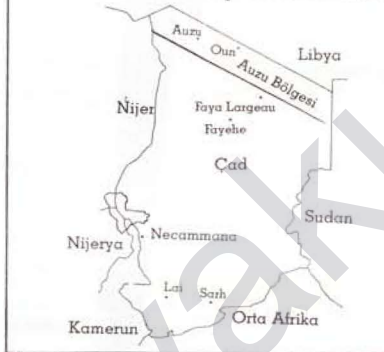 Auzu
Oun
Libya
Auzu Bölgesi
Nijer
Faya Largeau
Fayehe
Çad
Sudan
Nijerya
Necammana
Lai
Sarh
Kamerun
Orta Afrika